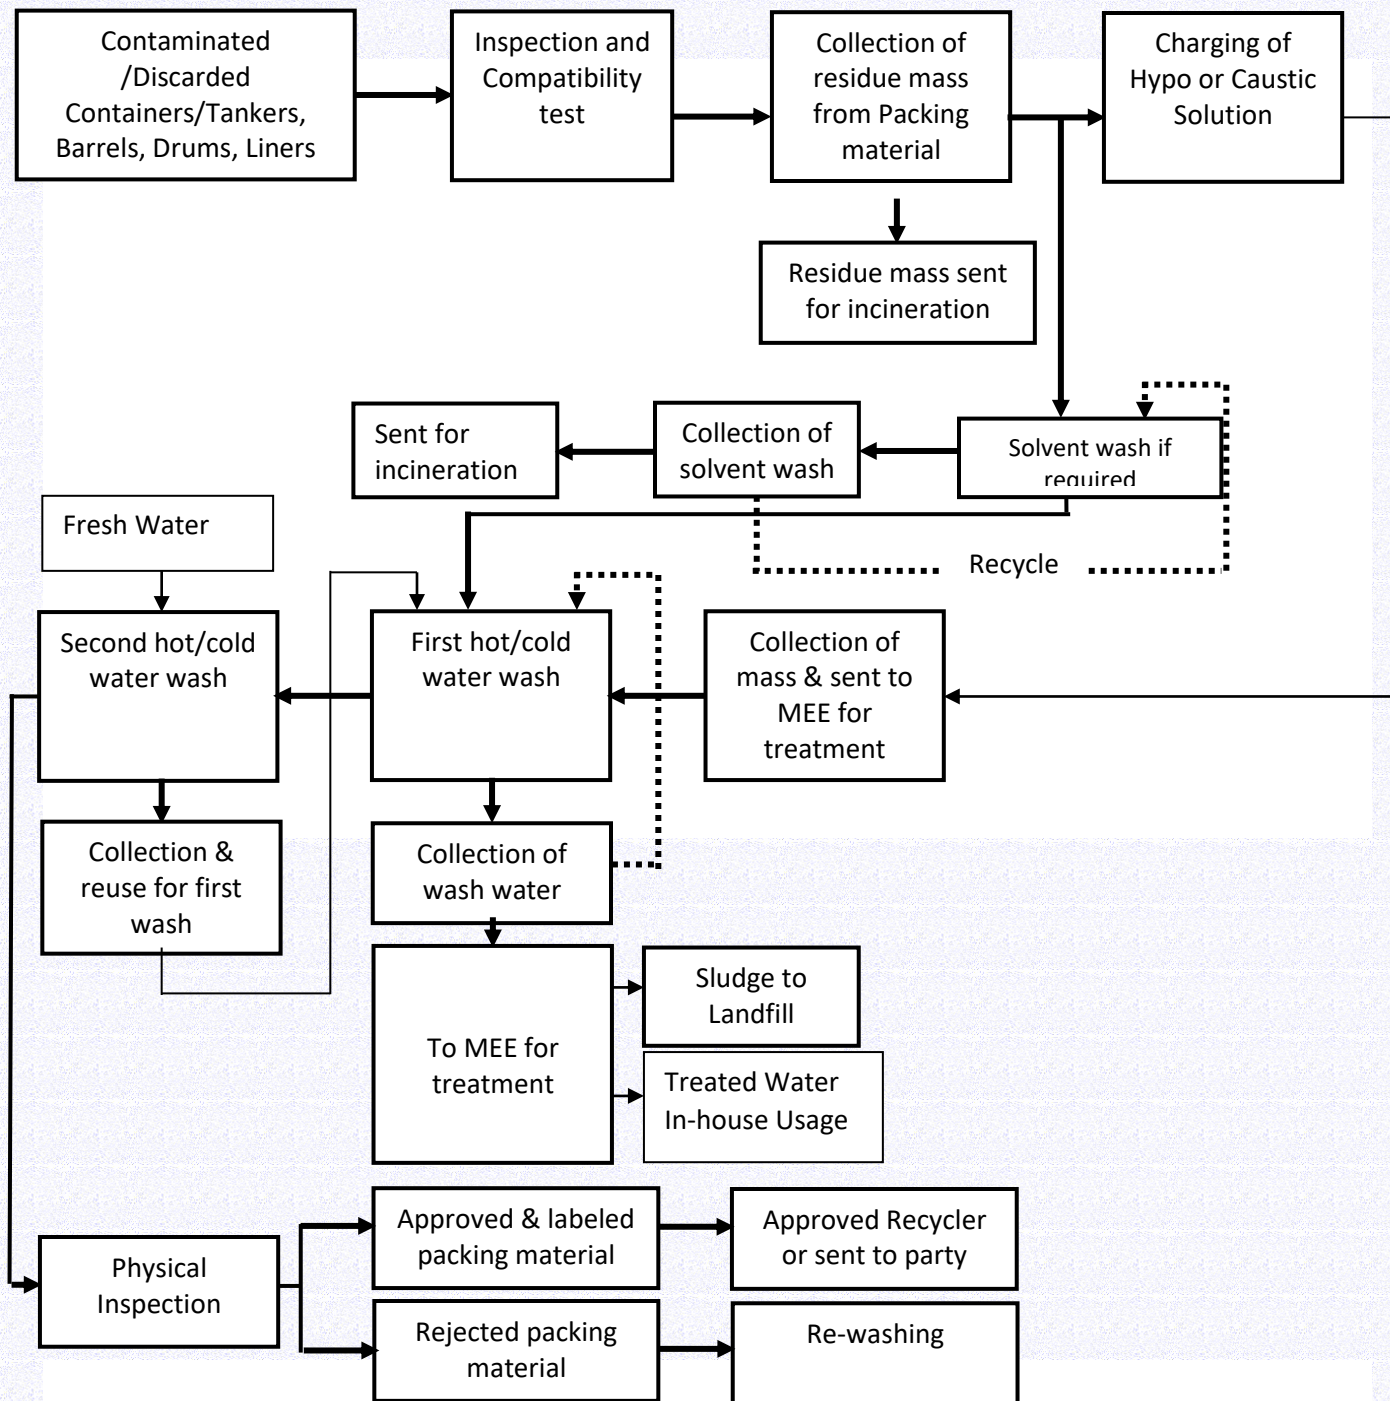 Contaminated
/Discarded
Containers/Tankers,
Barrels, Drums, Liners
Inspection and
Compatibility
test
Collection of
residue mass
from Packing
material
Charging of
Hypo or Caustic
Solution
Residue mass sent
for incineration
Sent for
incineration
Collection of
solvent wash
Solvent wash if
required
Fresh Water
Recycle
Second hot/cold
water wash
First hot/cold
water wash
Collection of
mass & sent to
MEE for
treatment
Collection &
reuse for first
wash
Collection of
wash water
To MEE for
treatment
Sludge to
Landfill
Treated Water
In-house Usage
Physical
Inspection
Approved & labeled
packing material
Approved Recycler
or sent to party
Rejected packing
material
Re-washing